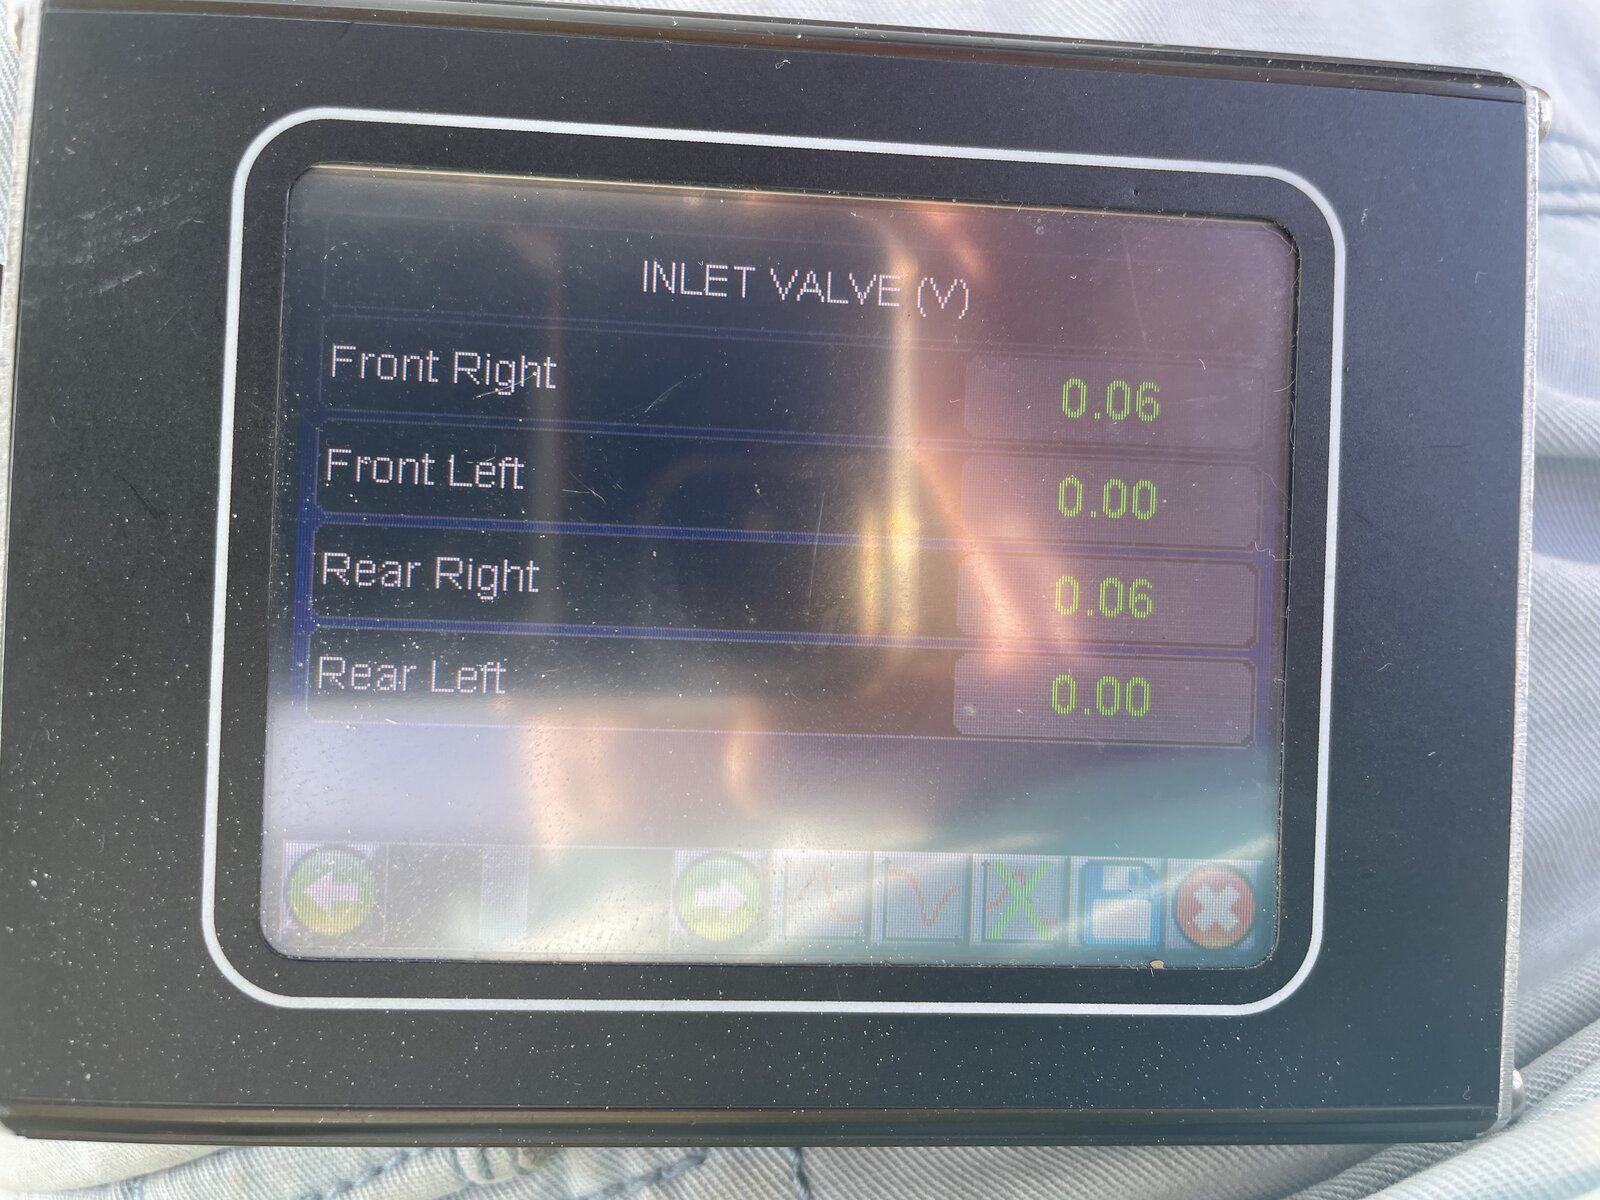 INLET VALVE (V)
Front Right 0.06
Front Left 0.00
Rear Right 0.06
Rear Left 0.00